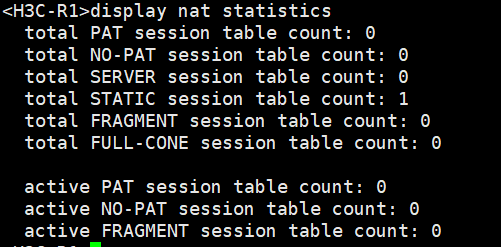 <H3C-R1>display nat statistics
total PAT session table count: 0
total NO-PAT session table count: 0
total SERVER session table count: 0
total STATIC session table count: 1
total FRAGMENT session table count: 0
total FULL-CONE session table count: 0
active PAT session table count: 0
active NO-PAT session table count: 0
active FRAGMENT session table count: 0